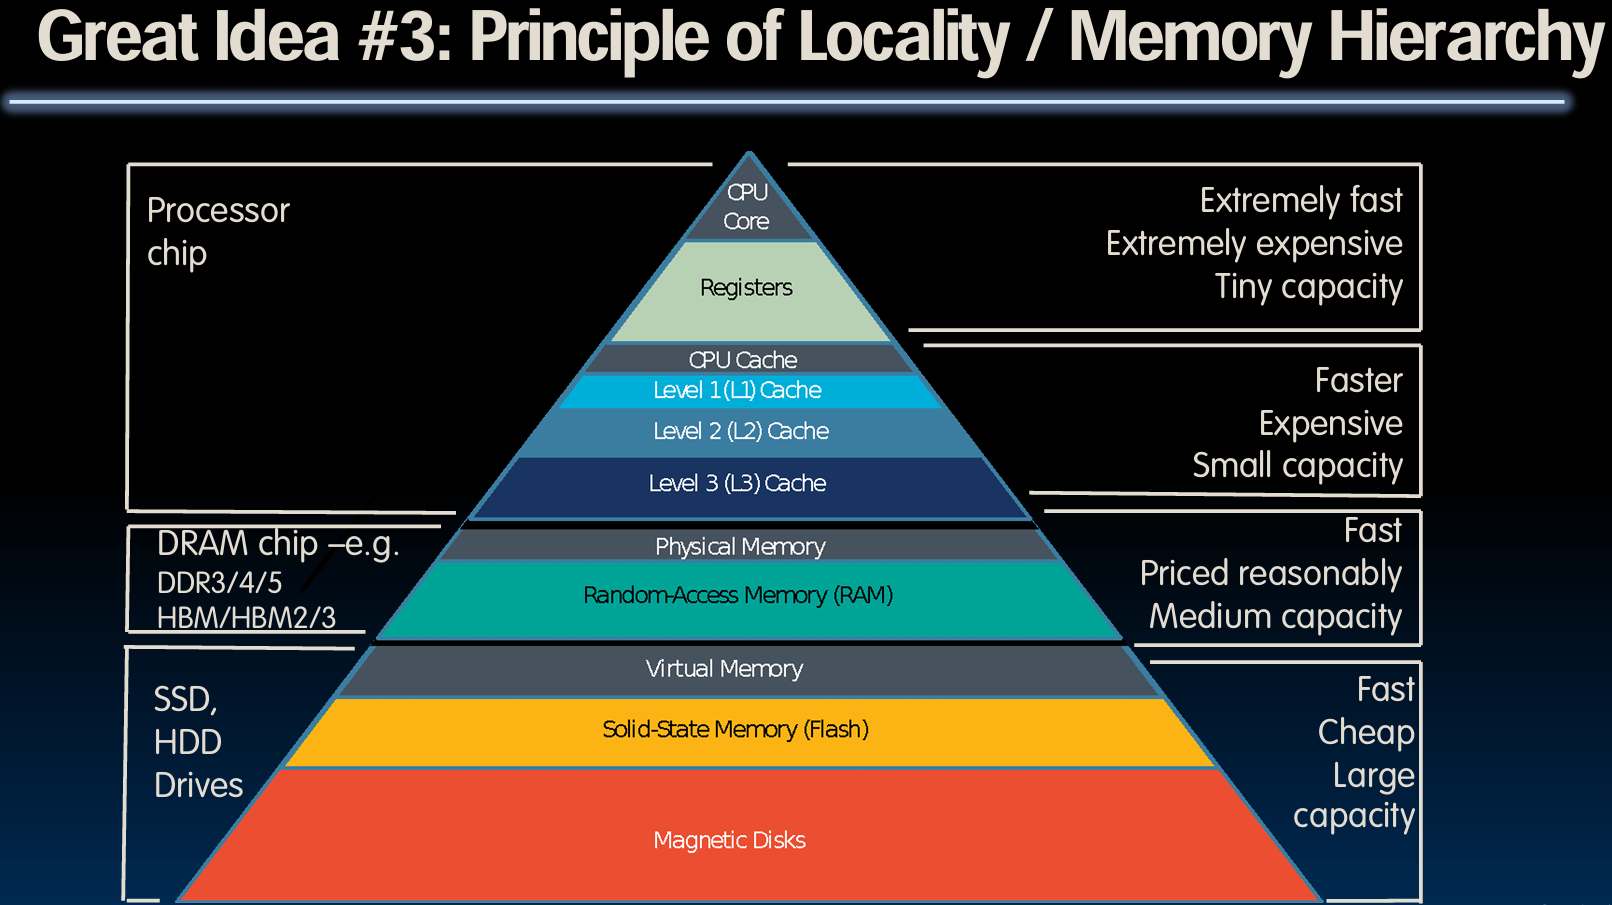 Great Idea #3: Principle of Locality / Memory Hierarchy
Processor
chip
CPU
Core
Registers
CPU Cache
Level 1 (L1) Cache
Level 2 (L2) Cache
Level 3 (L3) Cache
Extremely fast
Extremely expensive
Tiny capacity
Faster
Expensive
Small capacity
DRAM chip –e.g.
DDR3/4/5
HBM/HBM2/3
Physical Memory
Random-Access Memory (RAM)
Fast
Priced reasonably
Medium capacity
SSD,
HDD
Drives
Virtual Memory
Solid-State Memory (Flash)
Magnetic Disks
Fast
Cheap
Large
capacity